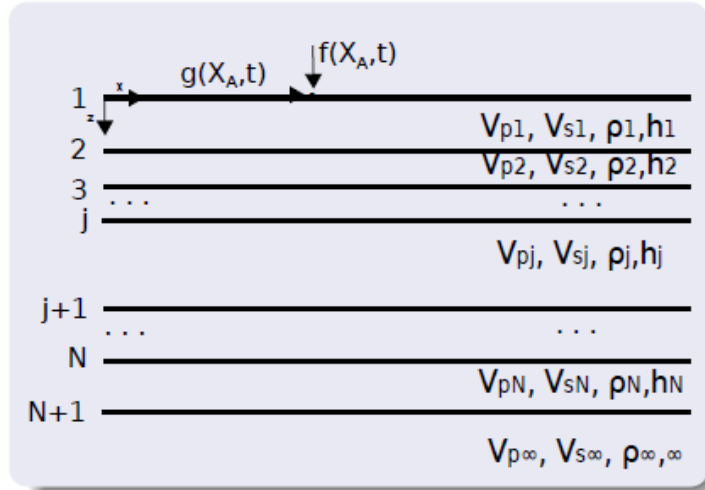 f(X_A,t)
g(X_A,t)
x
1
z
Vp1, Vs1, ρ1,h1
2
Vp2, Vs2, ρ2,h2
3
. . . . . .
j
Vpj, Vsj, ρj,hj
j+1
. . . . . .
N
VpN, VsN, ρN,hN
N+1
Vp∞, Vs∞, ρ∞,∞